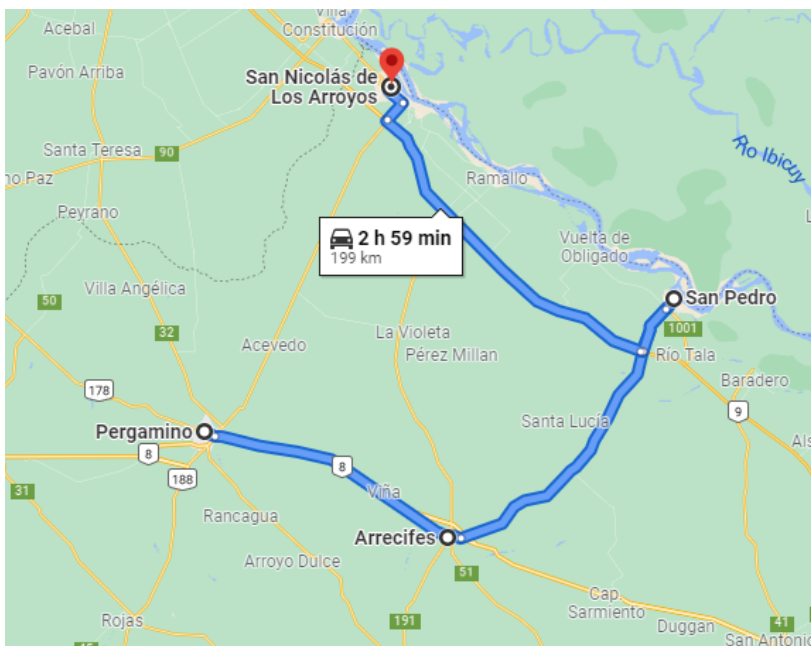 Villa
Constitución
Acebal
Pavón Arriba
San Nicolás de
Los Arroyos
Santa Teresa
90
no Paz
Ramallo
Río Ibicuy
Peyrano
2 h 59 min
199 km
Vuelta de
Obligado
Villa Angélica
50
San Pedro
1001
32
La Violeta
Acevedo
Pérez Millan
Río Tala
Baradero
178
9
Santa Lucía
Pergamino
8
8
188
31
Viña
Rancagua
Arrecifes
Arroyo Dulce
51
Cap.
Sarmiento
191
Rojas
41
Duggan
San Antonio